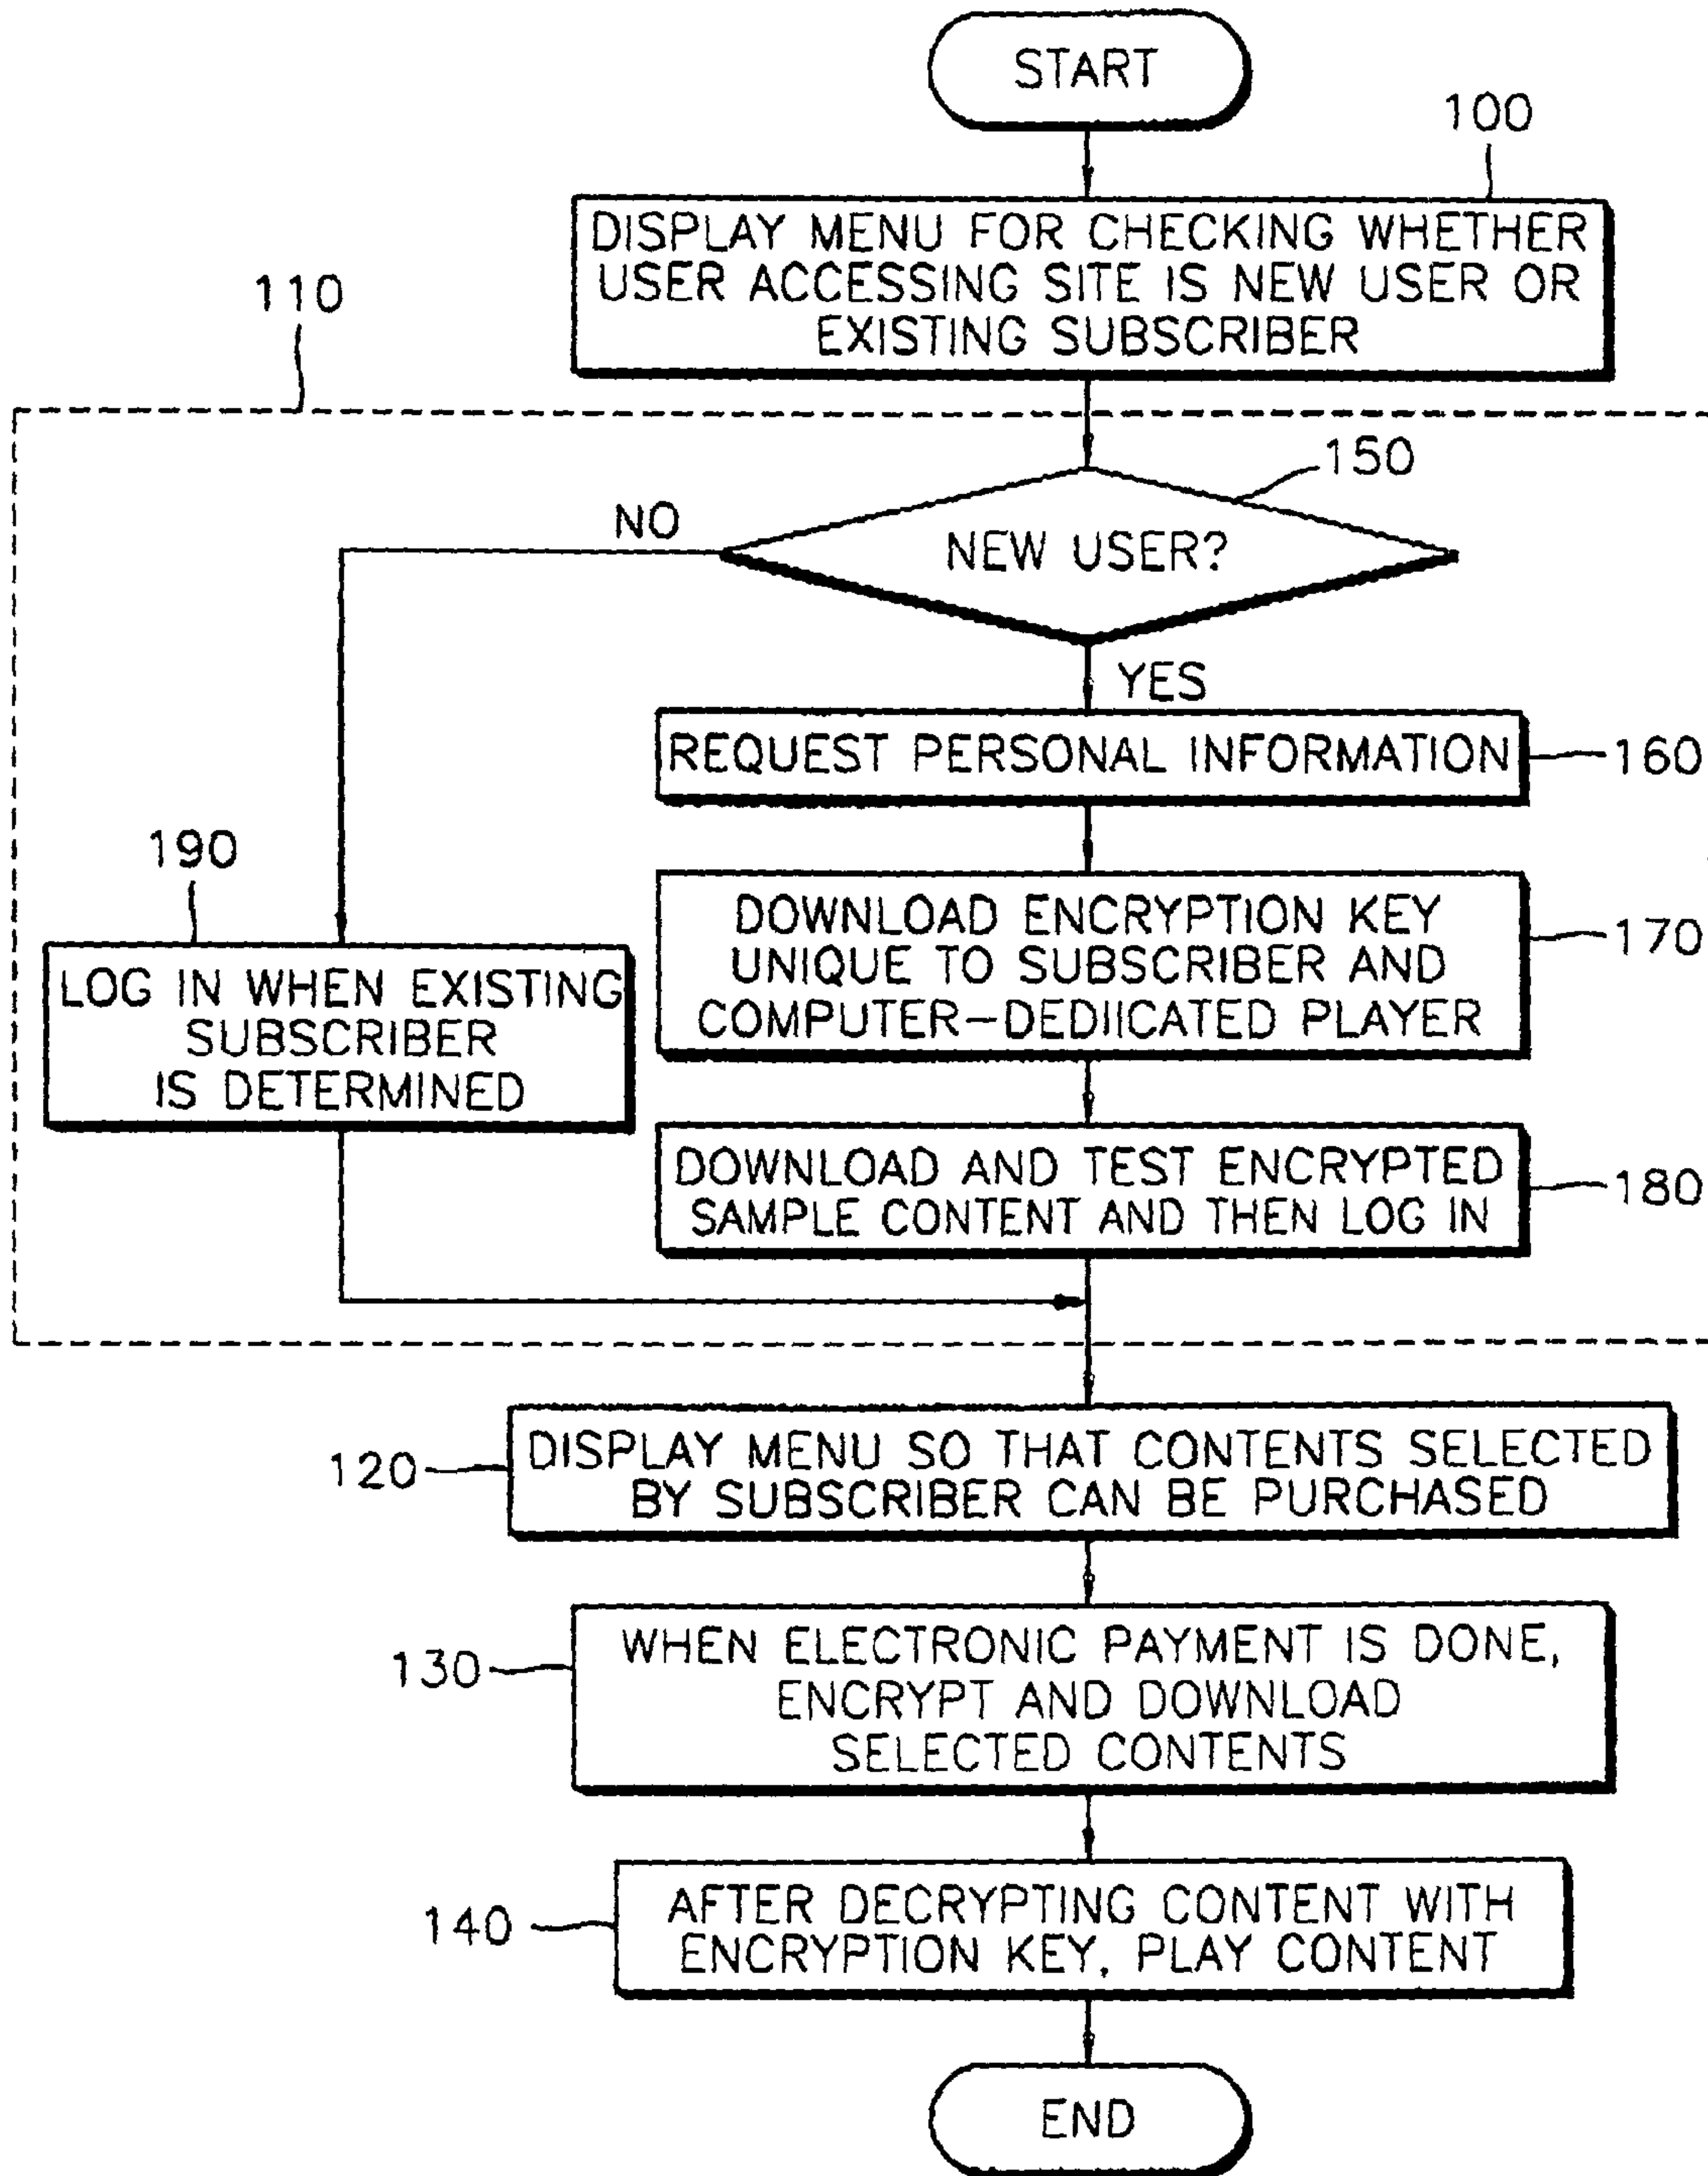 START
100
DISPLAY MENU FOR CHECKING WHETHER
USER ACCESSING SITE IS NEW USER OR
EXISTING SUBSCRIBER
110
150
NO
NEW USER?
YES
REQUEST PERSONAL INFORMATION
160
190
DOWNLOAD ENCRYPTION KEY
UNIQUE TO SUBSCRIBER AND
COMPUTER-DEDIICATED PLAYER
170
LOG IN WHEN EXISTING
SUBSCRIBER
IS DETERMINED
DOWNLOAD AND TEST ENCRYPTED
SAMPLE CONTENT AND THEN LOG IN
180
120
DISPLAY MENU SO THAT CONTENTS SELECTED
BY SUBSCRIBER CAN BE PURCHASED
130
WHEN ELECTRONIC PAYMENT IS DONE,
ENCRYPT AND DOWNLOAD
SELECTED CONTENTS
140
AFTER DECRYPTING CONTENT WITH
ENCRYPTION KEY, PLAY CONTENT
END